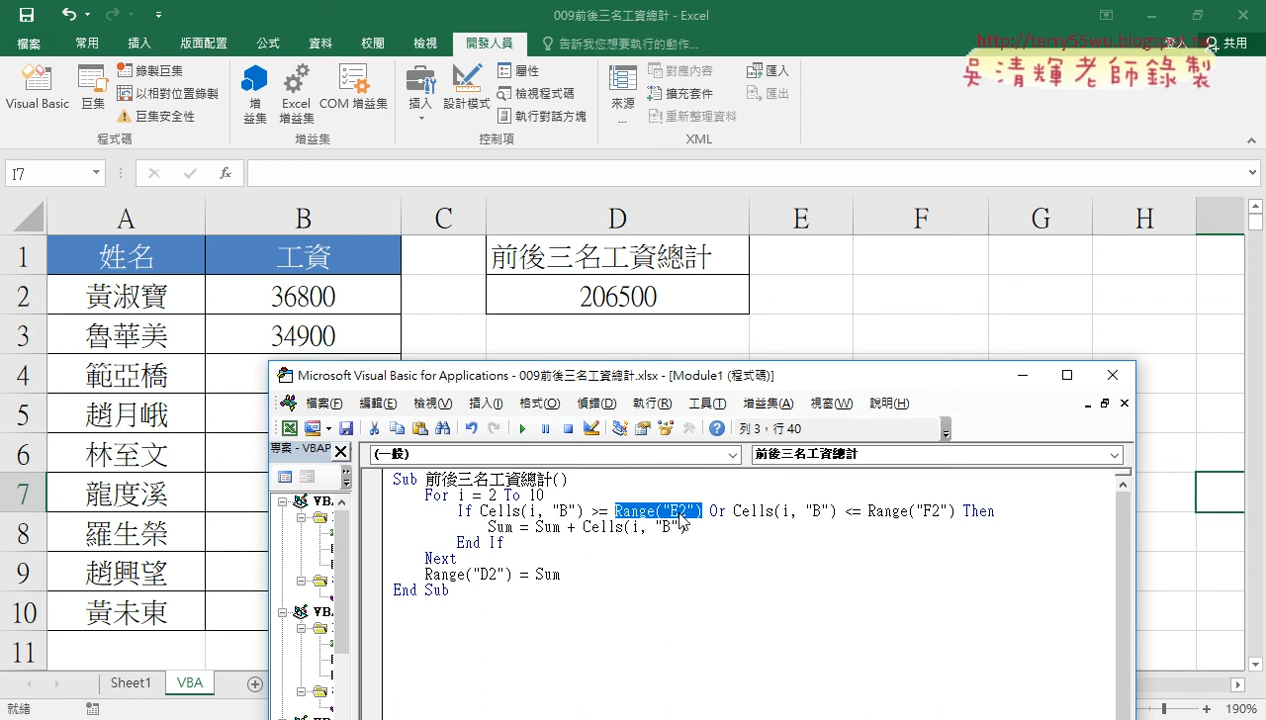 009前後三名工資總計 - Excel
http://terry55wu.blogspot.tw
登入 共用
吳清輝老師錄製
檔案 常用 插入 版面配置 公式 資料 校閱 檢視 開發人員 告訴我您想要執行的動作...
Visual Basic 巨集 錄製巨集 以相對位置錄製 巨集安全性
增益集 Excel 增益集 COM 增益集
插入 設計模式 屬性 檢視程式碼 執行對話方塊
來源... 對應內容 擴充套件 重新整理資料 匯入 匯出
程式碼 增益集 控制項 XML
I7 fx
A B C D E F G H
1 姓名 工資 前後三名工資總計
2 黃淑寶 36800 206500
3 魯華美 34900
4 範亞橋
5 趙月峨
6 林至文
7 龍度溪
8 羅生榮
9 趙興望
10 黃未東
11
Microsoft Visual Basic for Applications - 009前後三名工資總計.xlsx - [Module1 (程式碼)]
檔案(F) 編輯(E) 檢視(V) 插入(I) 格式(O) 偵錯(D) 執行(R) 工具(T) 增益集(A) 視窗(W) 說明(H)
列 3，行 40
專案 - VBAP
(一般) 前後三名工資總計
Sub 前後三名工資總計()
For i = 2 To 10
If Cells(i, "B") >= Range("E2") Or Cells(i, "B") <= Range("F2") Then
Sum = Sum + Cells(i, "B")
End If
Next
Range("D2") = Sum
End Sub
Sheet1 VBA
就緒 190%